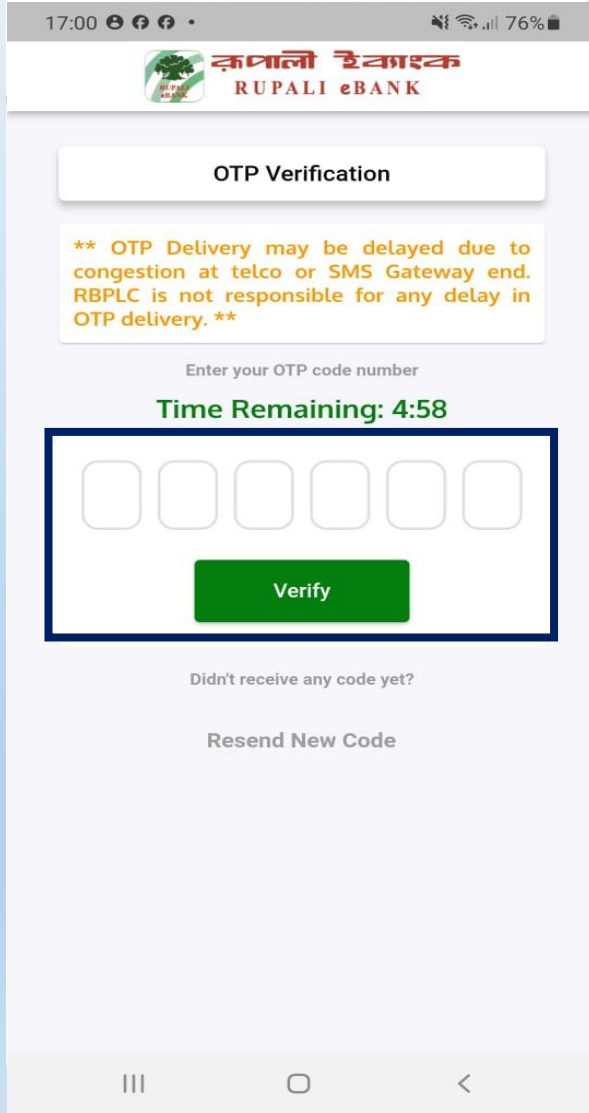 17:00
76%
রূপালী ইব্যাংক
RUPALI eBANK
RUPALI
eBANK
OTP Verification
** OTP Delivery may be delayed due to
congestion at telco or SMS Gateway end.
RBPLC is not responsible for any delay in
OTP delivery. **
Enter your OTP code number
Time Remaining: 4:58
Verify
Didn't receive any code yet?
Resend New Code